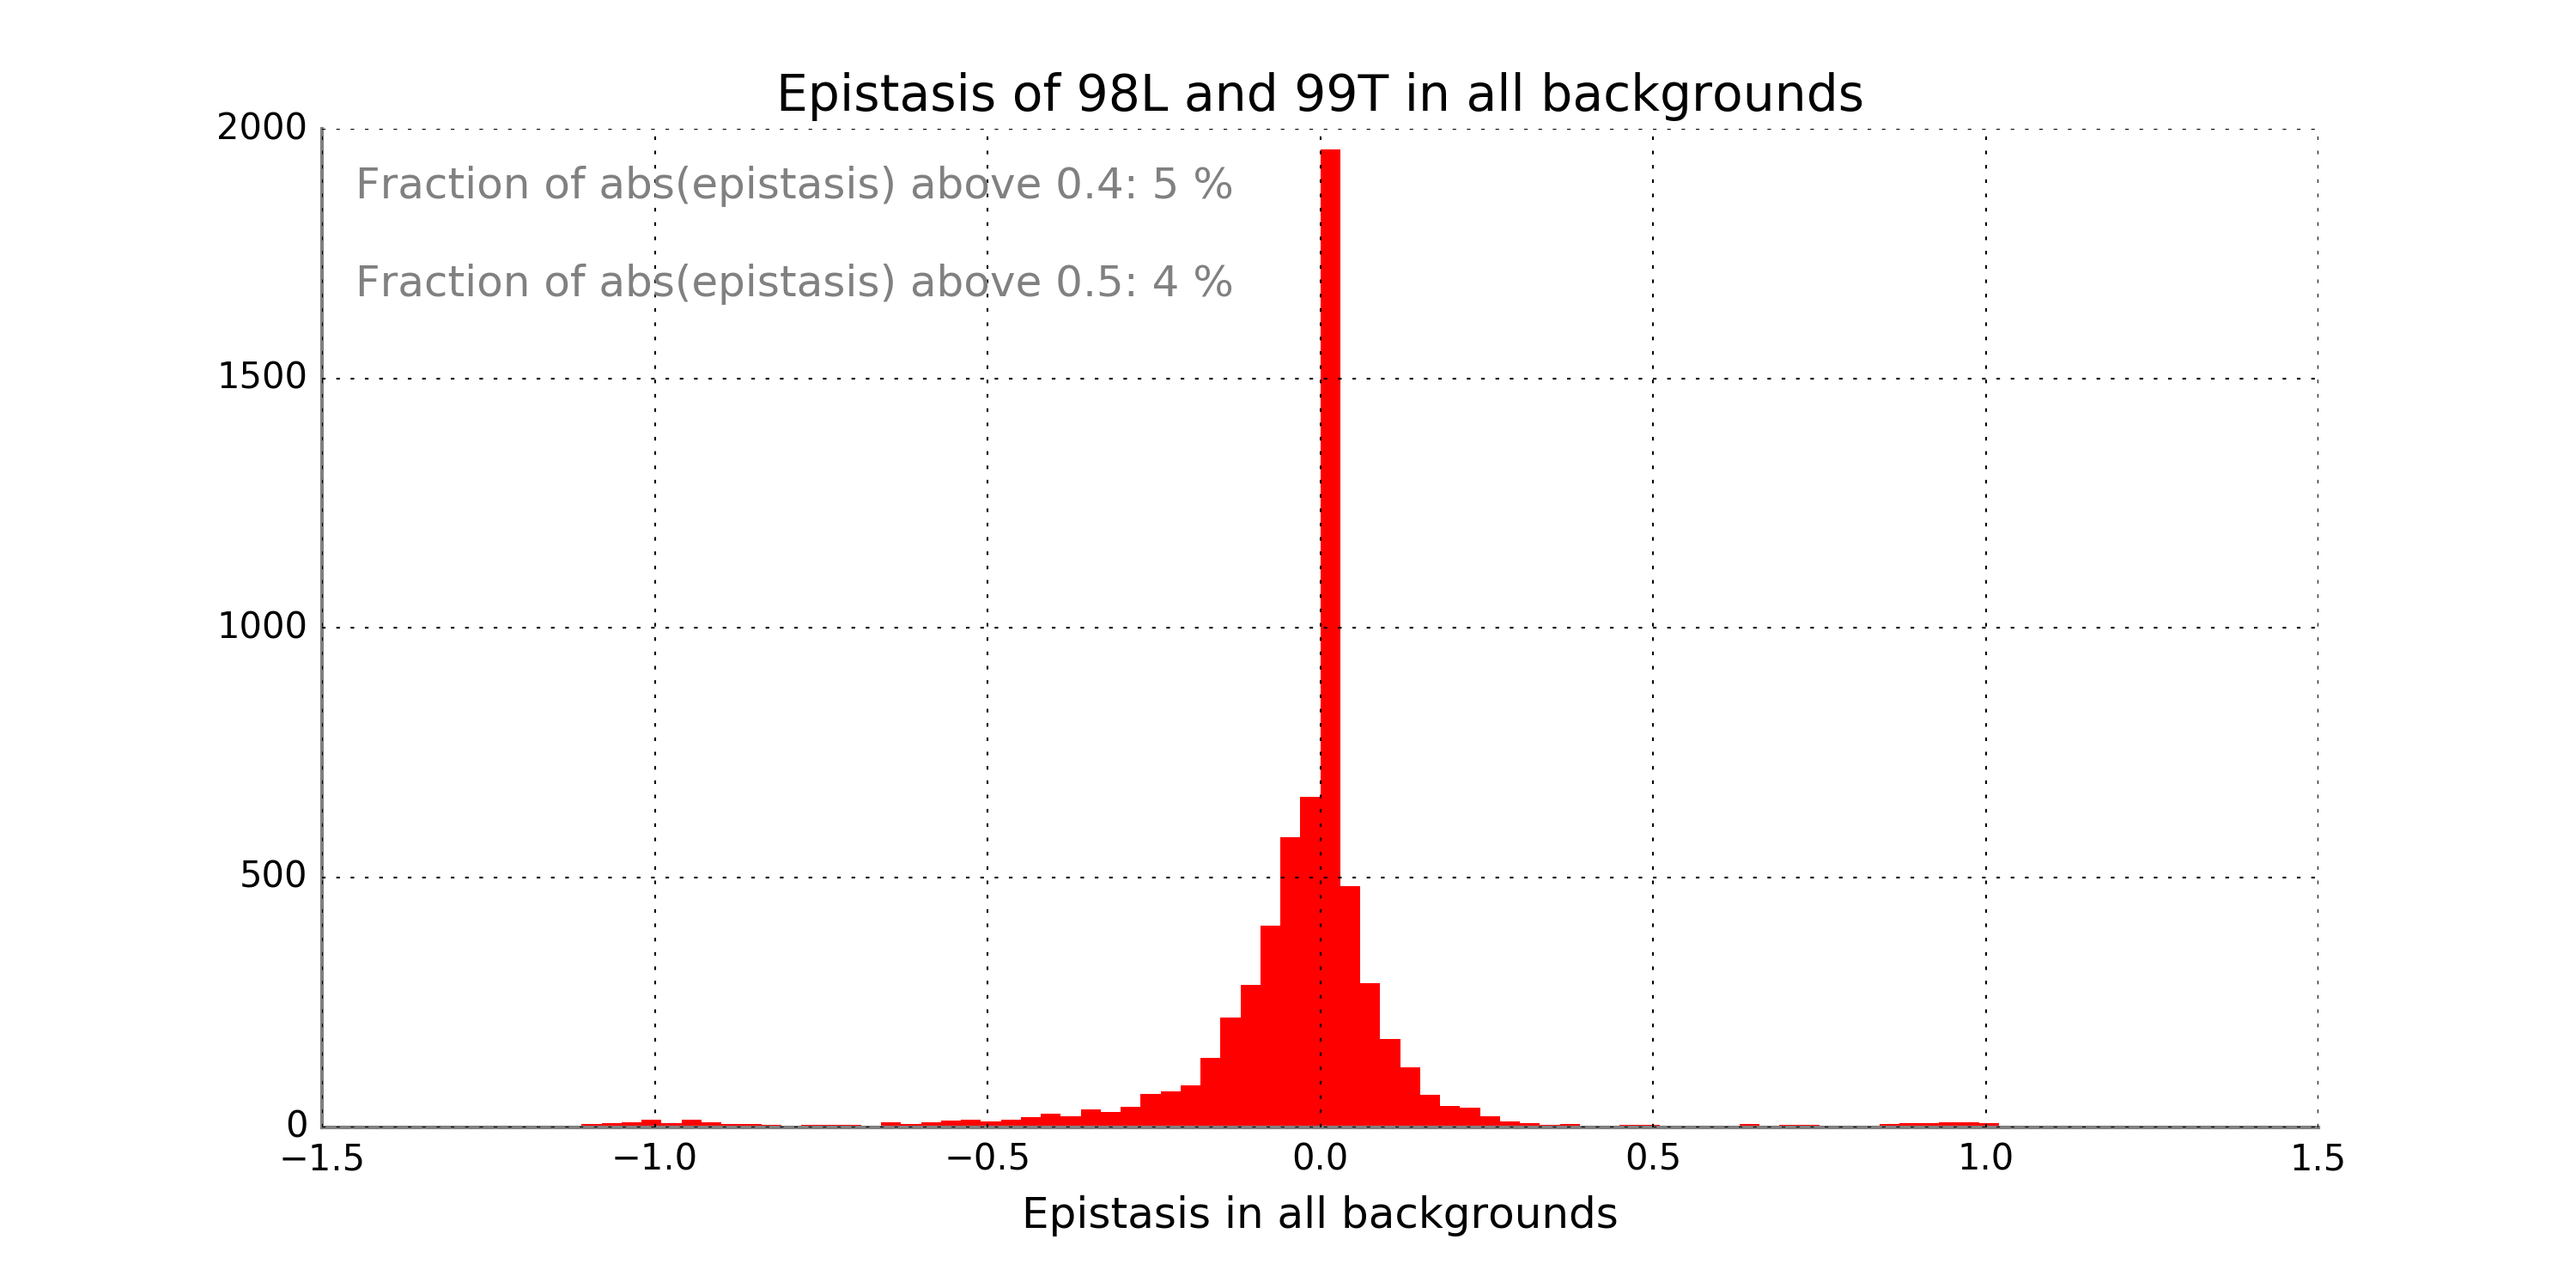 Epistasis of 98L and 99T in all backgrounds
2000
Fraction of abs(epistasis) above 0.4: 5 %
Fraction of abs(epistasis) above 0.5: 4 %
1500
1000
500
0
−1.5 −1.0 −0.5 0.0 0.5 1.0 1.5
Epistasis in all backgrounds